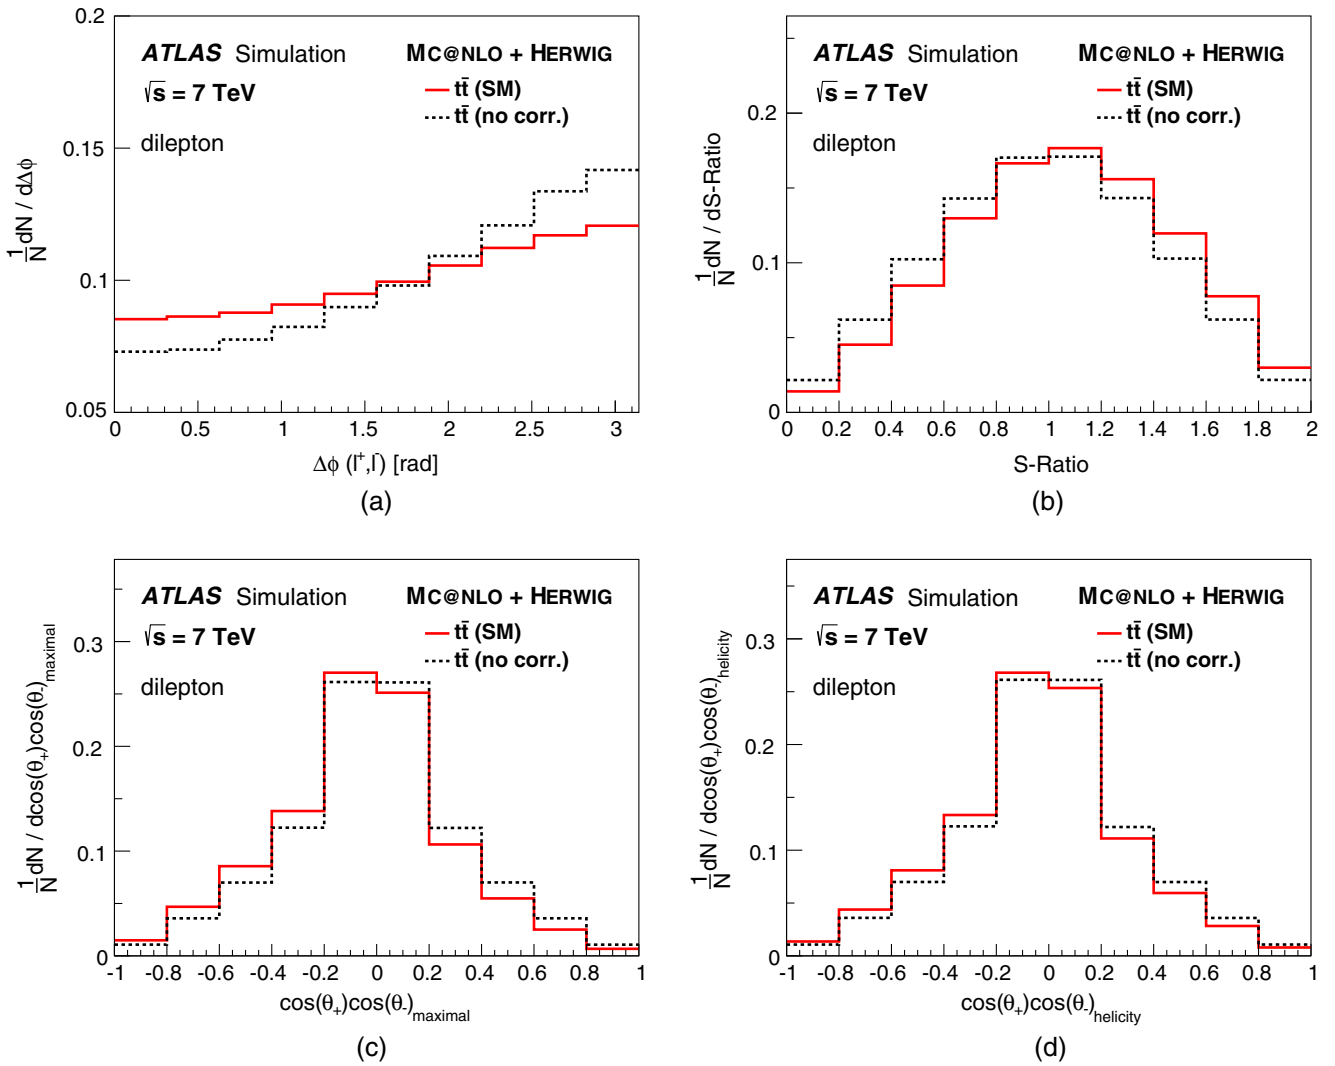 0.2
0.15
0.1
0.05
1/N dN / dΔϕ
ATLAS Simulation
MC@NLO + HERWIG
√s = 7 TeV
tt̄ (SM)
tt̄ (no corr.)
dilepton
0 0.5 1 1.5 2 2.5 3
Δϕ (l⁺,l⁻) [rad]
(a)
0.2
0.1
0
1/N dN / dS-Ratio
ATLAS Simulation
MC@NLO + HERWIG
√s = 7 TeV
tt̄ (SM)
tt̄ (no corr.)
dilepton
0 0.2 0.4 0.6 0.8 1 1.2 1.4 1.6 1.8 2
S-Ratio
(b)
0.3
0.2
0.1
0
1/N dN / dcos(θ₊)cos(θ₋)maximal
ATLAS Simulation
MC@NLO + HERWIG
√s = 7 TeV
tt̄ (SM)
tt̄ (no corr.)
dilepton
-1 -0.8 -0.6 -0.4 -0.2 0 0.2 0.4 0.6 0.8 1
cos(θ₊)cos(θ₋)maximal
(c)
0.3
0.2
0.1
0
1/N dN / dcos(θ₊)cos(θ₋)helicity
ATLAS Simulation
MC@NLO + HERWIG
√s = 7 TeV
tt̄ (SM)
tt̄ (no corr.)
dilepton
-1 -0.8 -0.6 -0.4 -0.2 0 0.2 0.4 0.6 0.8 1
cos(θ₊)cos(θ₋)helicity
(d)